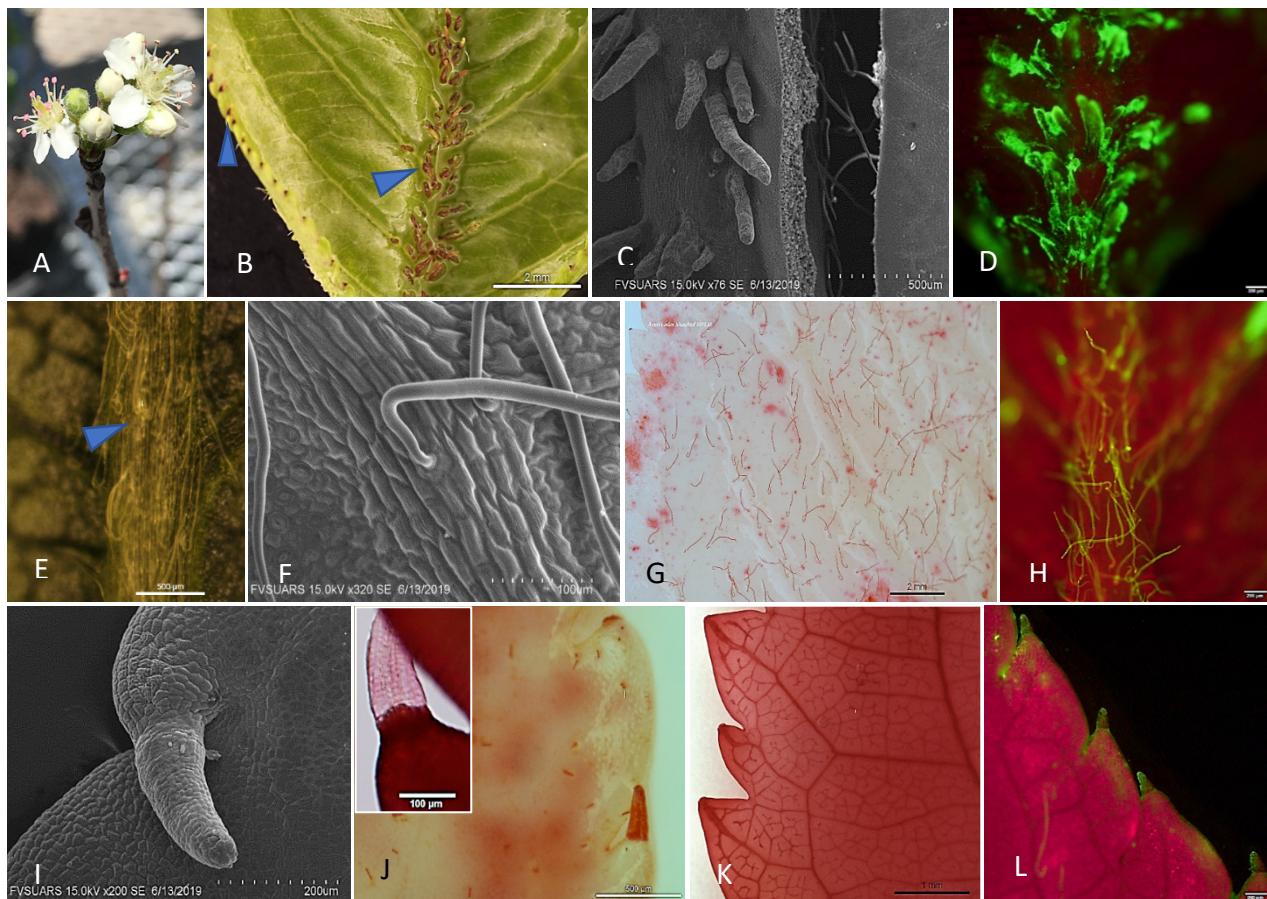 A
B
2 mm
C
FVSUARS 15.0kV x76 SE 6/13/2019
500um
D
E
500 µm
F
FVSUARS 15.0kV x320 SE 6/13/2019
100um
G
2 mm
H
200 µm
I
FVSUARS 15.0kV x200 SE 6/13/2019
200um
100 µm
J
500 µm
K
1 mm
L